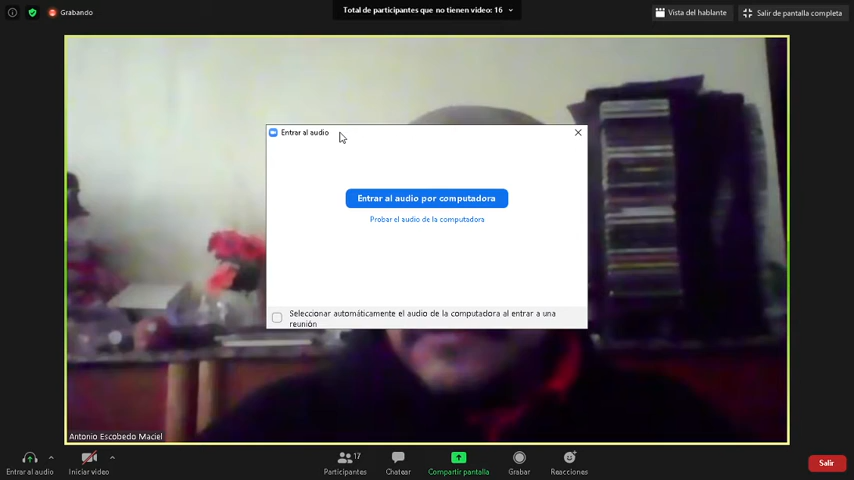 Grabando
Total de participantes que no tienen video: 16
Vista del hablante
Salir de pantalla completa
Entrar al audio
Entrar al audio por computadora
Probar el audio de la computadora
Seleccionar automáticamente el audio de la computadora al entrar a una
reunión
Antonio Escobedo Maciel
17
Entrar al audio
Iniciar video
Participantes
Chatear
Compartir pantalla
Grabar
Reacciones
Salir